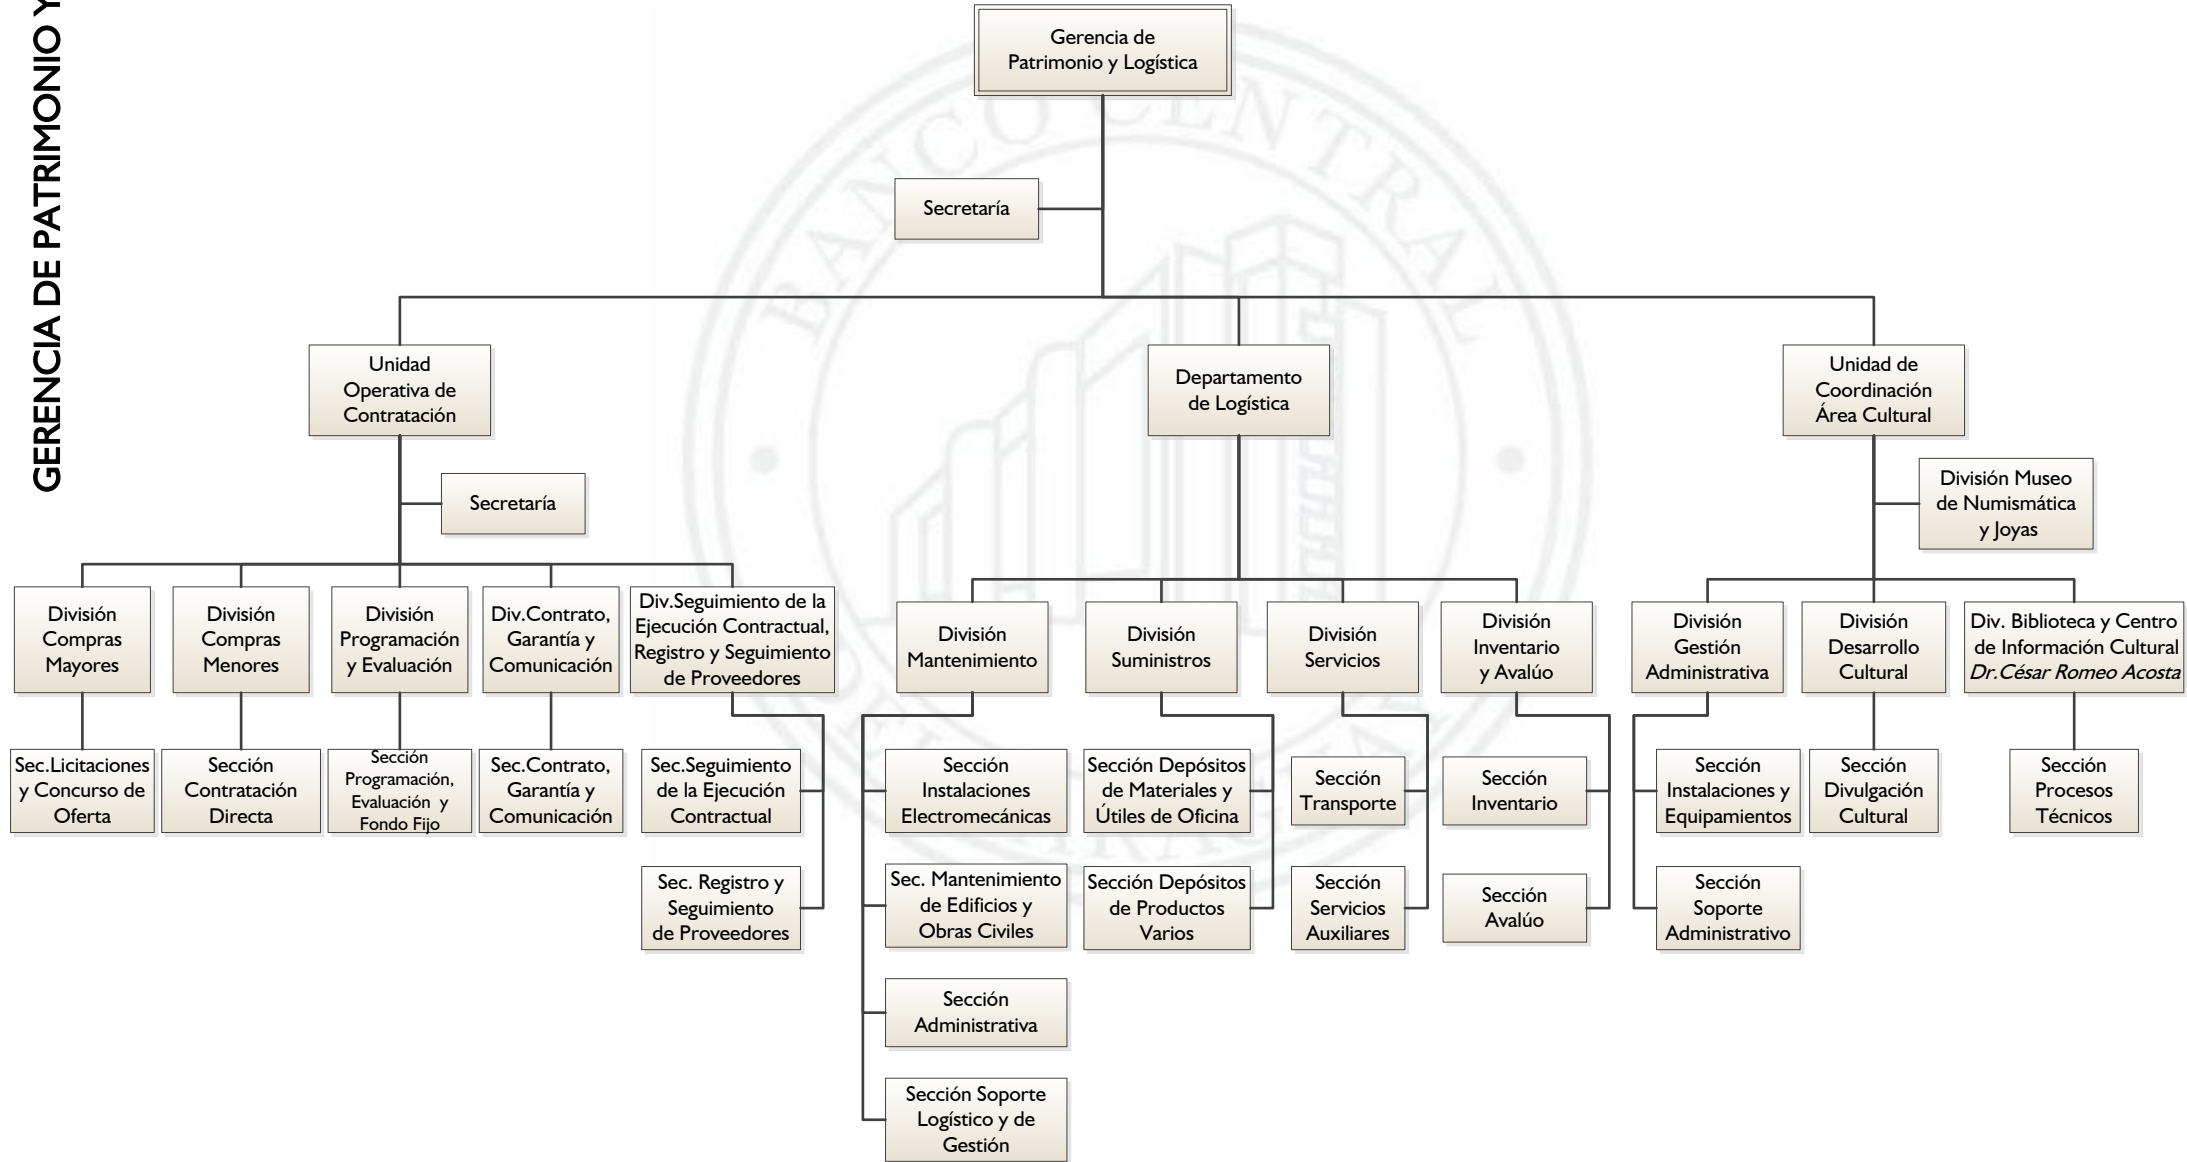 GERENCIA DE PATRIMONIO Y
Gerencia de
Patrimonio y Logística
Secretaría
Unidad
Operativa de
Contratación
Departamento
de Logística
Unidad de
Coordinación
Área Cultural
Secretaría
División Museo
de Numismática
y Joyas
División
Compras
Mayores
División
Compras
Menores
División
Programación
y Evaluación
Div.Contrato,
Garantía y
Comunicación
Div.Seguimiento de la
Ejecución Contractual,
Registro y Seguimiento
de Proveedores
División
Mantenimiento
División
Suministros
División
Servicios
División
Inventario
y Avalúo
División
Gestión
Administrativa
División
Desarrollo
Cultural
Div. Biblioteca y Centro
de Información Cultural
Dr.César Romeo Acosta
Sec.Licitaciones
y Concurso de
Oferta
Sección
Contratación
Directa
Sección
Programación,
Evaluación y
Fondo Fijo
Sec.Contrato,
Garantía y
Comunicación
Sec.Seguimiento
de la Ejecución
Contractual
Sección
Instalaciones
Electromecánicas
Sección Depósitos
de Materiales y
Útiles de Oficina
Sección
Transporte
Sección
Inventario
Sección
Instalaciones y
Equipamientos
Sección
Divulgación
Cultural
Sección
Procesos
Técnicos
Sec. Registro y
Seguimiento
de Proveedores
Sec. Mantenimiento
de Edificios y
Obras Civiles
Sección Depósitos
de Productos
Varios
Sección
Servicios
Auxiliares
Sección
Avalúo
Sección
Soporte
Administrativo
Sección
Administrativa
Sección Soporte
Logístico y de
Gestión
BANCO CENTRAL